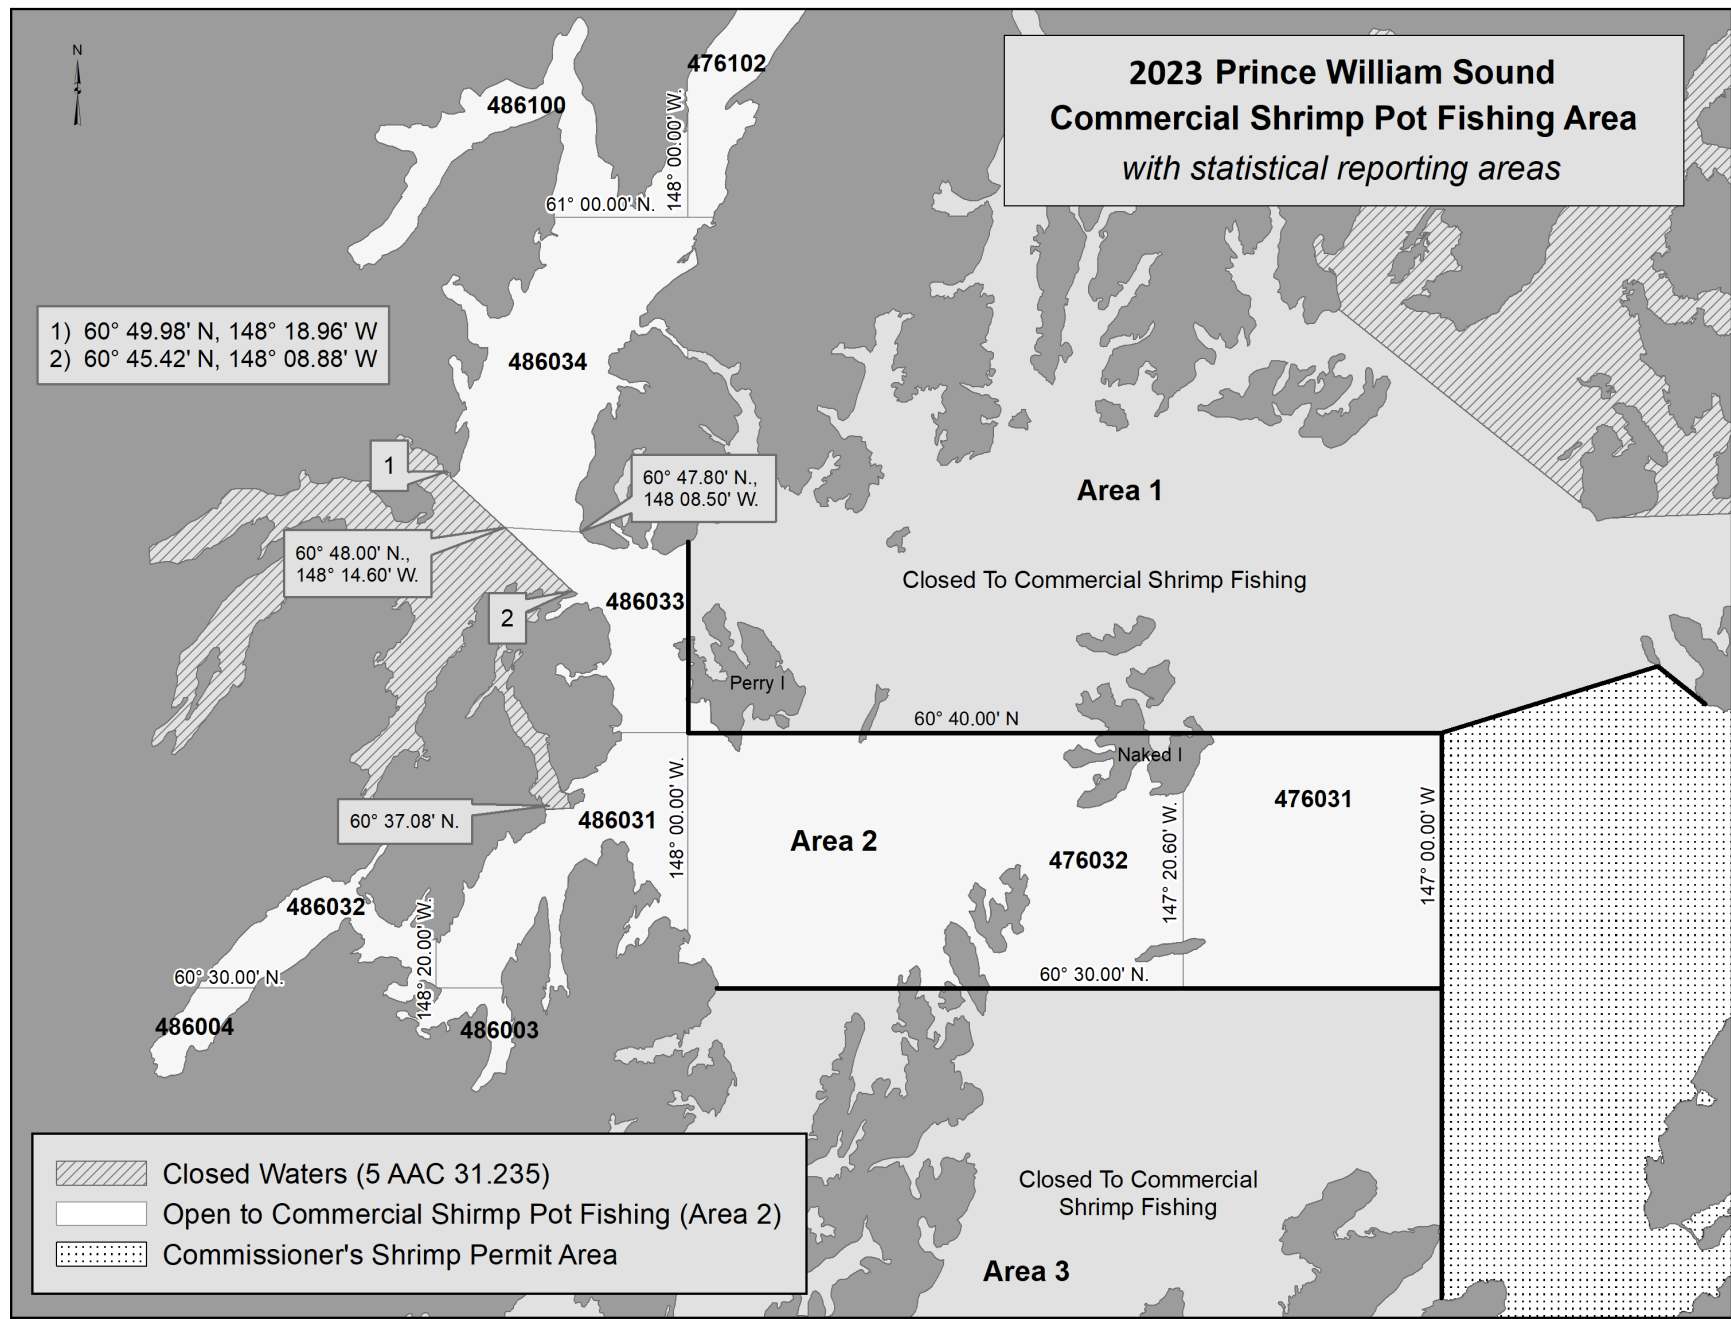 N
476102
486100
2023 Prince William Sound
Commercial Shrimp Pot Fishing Area
with statistical reporting areas
148° 00.00' W.
61° 00.00' N.
1) 60° 49.98' N, 148° 18.96' W
2) 60° 45.42' N, 148° 08.88' W
486034
1
60° 47.80' N.,
148 08.50' W.
Area 1
60° 48.00' N.,
148° 14.60' W.
Closed To Commercial Shrimp Fishing
2
486033
Perry I
60° 40.00' N
Naked I
60° 37.08' N.
486031
148° 00.00' W.
Area 2
476032
147° 20.60' W.
476031
147° 00.00' W
486032
148° 20.00' W.
60° 30.00' N.
60° 30.00' N.
486004
486003
Closed Waters (5 AAC 31.235)
Open to Commercial Shirmp Pot Fishing (Area 2)
Commissioner's Shrimp Permit Area
Closed To Commercial
Shrimp Fishing
Area 3